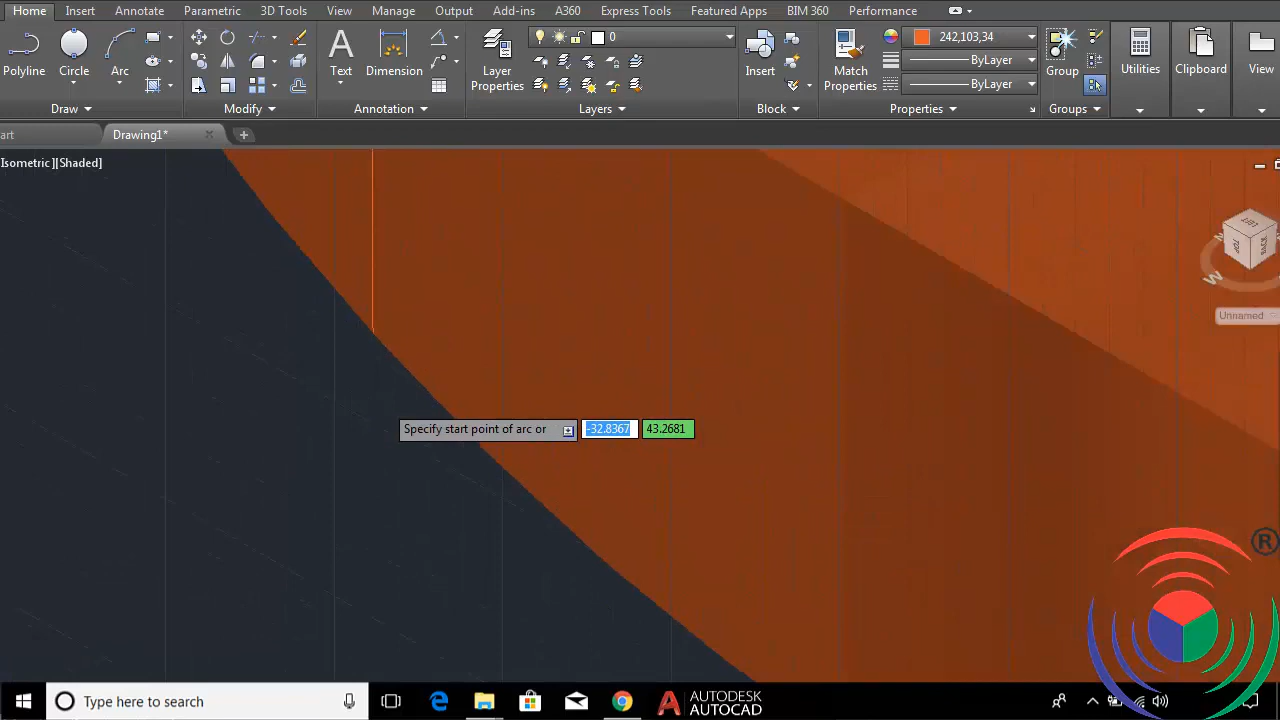 Home Insert Annotate Parametric 3D Tools View Manage Output Add-ins A360 Express Tools Featured Apps BIM 360 Performance
0
242,103,34
ByLayer
ByLayer
Polyline Circle Arc Text Dimension Layer Properties Insert Match Properties Group Utilities Clipboard View
Draw Modify Annotation Layers Block Properties Groups
art Drawing1*
Isometric][Shaded]
LEFT
TOP
BACK
W
Unnamed
Specify start point of arc or -32.8367 43.2681
®
Type here to search
AUTODESK
AUTOCAD